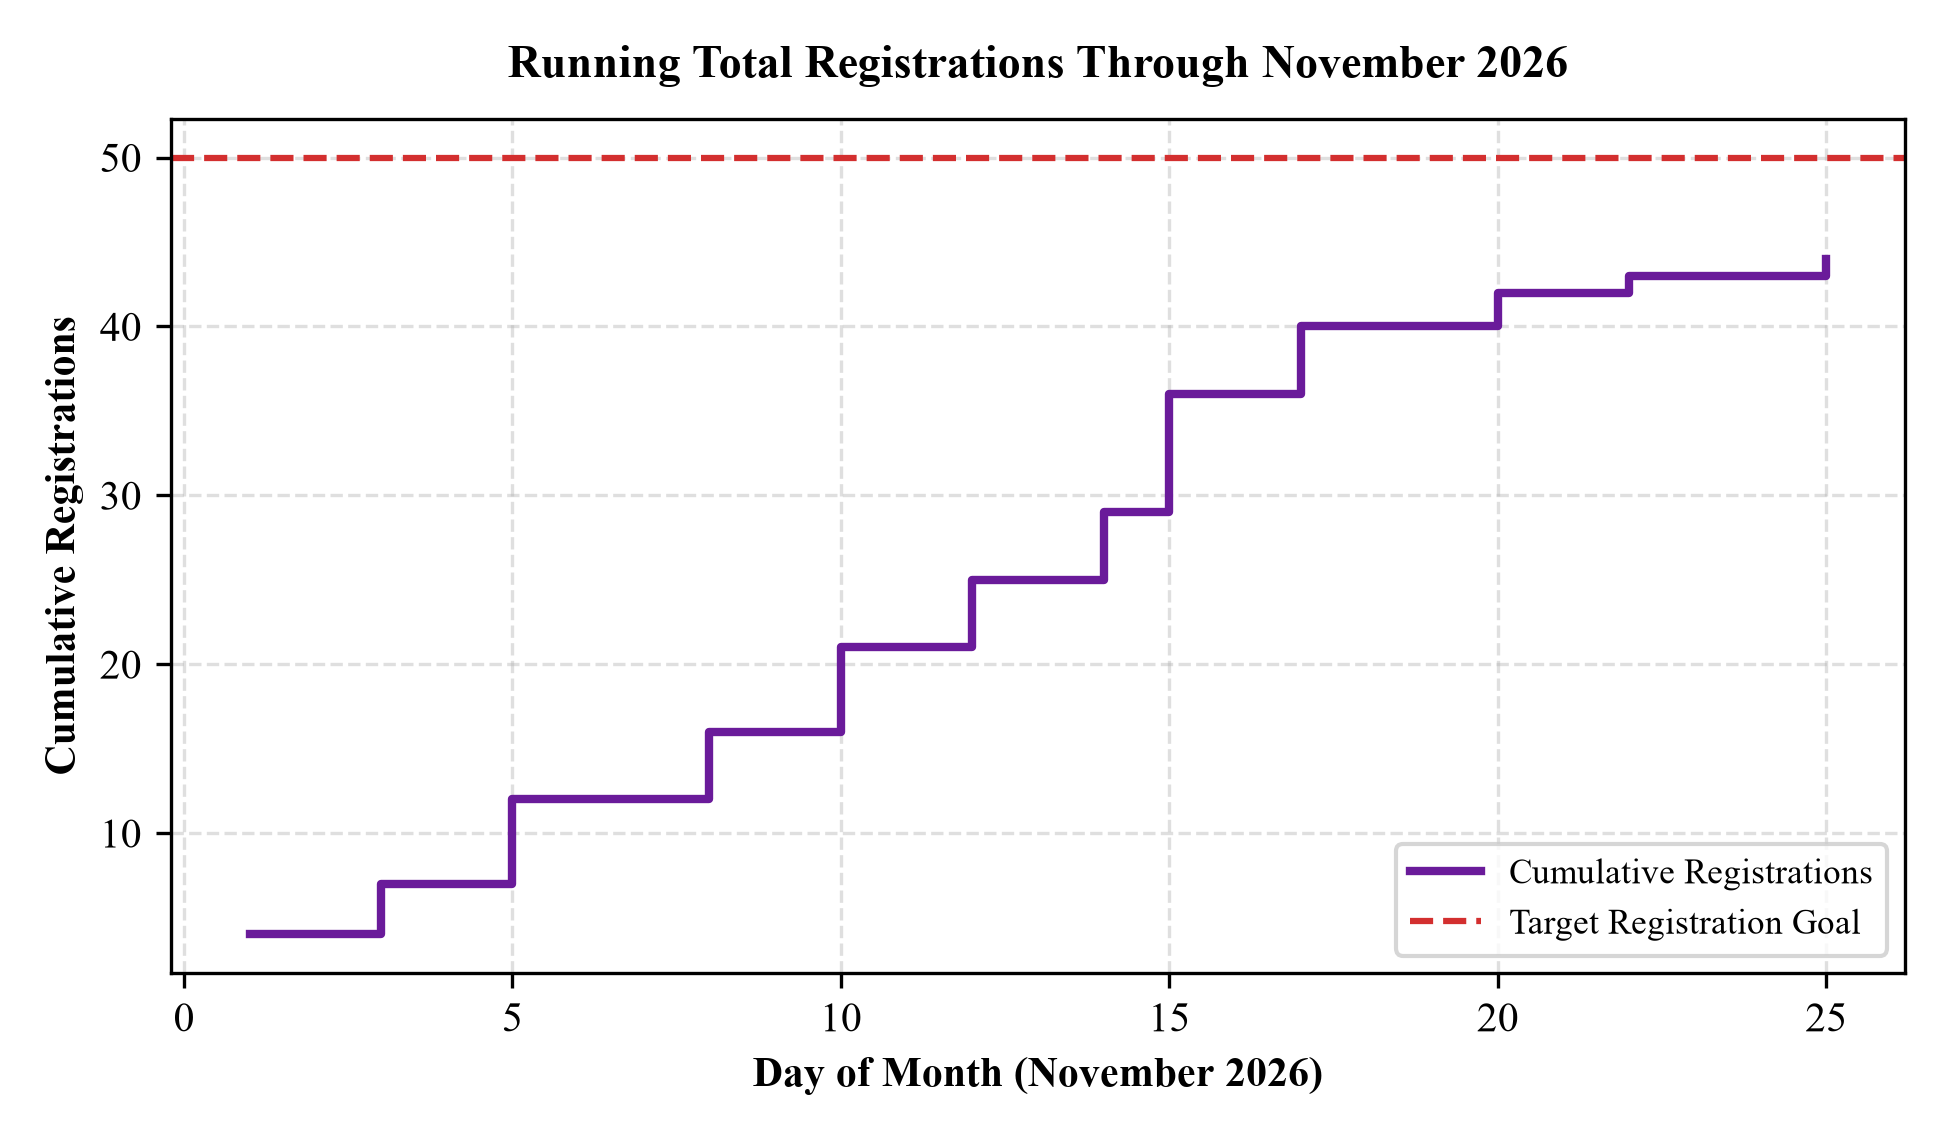 Running Total Registrations Through November 2026
Cumulative Registrations
50
40
30
20
10
Cumulative Registrations
Target Registration Goal
0 5 10 15 20 25
Day of Month (November 2026)